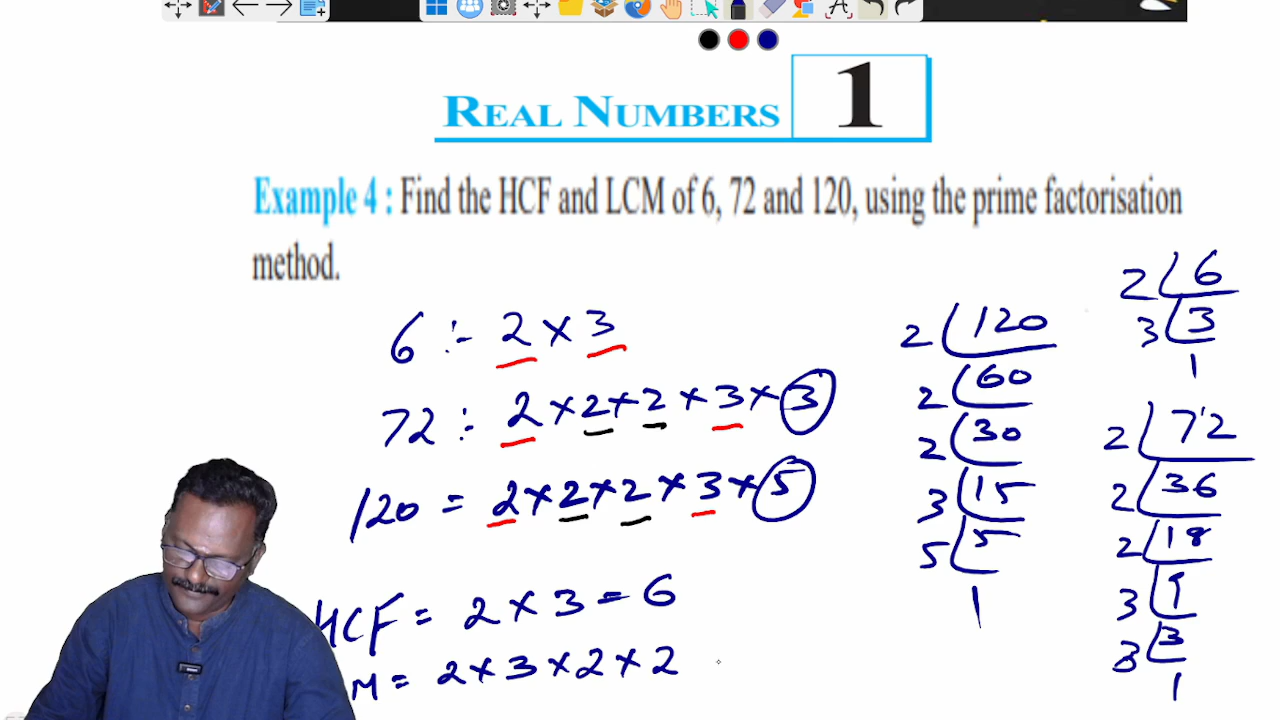 REAL NUMBERS 1
Example 4 : Find the HCF and LCM of 6, 72 and 120, using the prime factorisation
method.
6 :- 2 × 3
72 :- 2 × 2 × 2 × 3 × 3
120 = 2 × 2 × 2 × 3 × 5
HCF = 2 × 3 = 6
M = 2 × 3 × 2 × 2
2 120
2 60
2 30
3 15
5 5
1
2 6
3 3
1
2 72
2 36
2 18
3 9
3 3
1